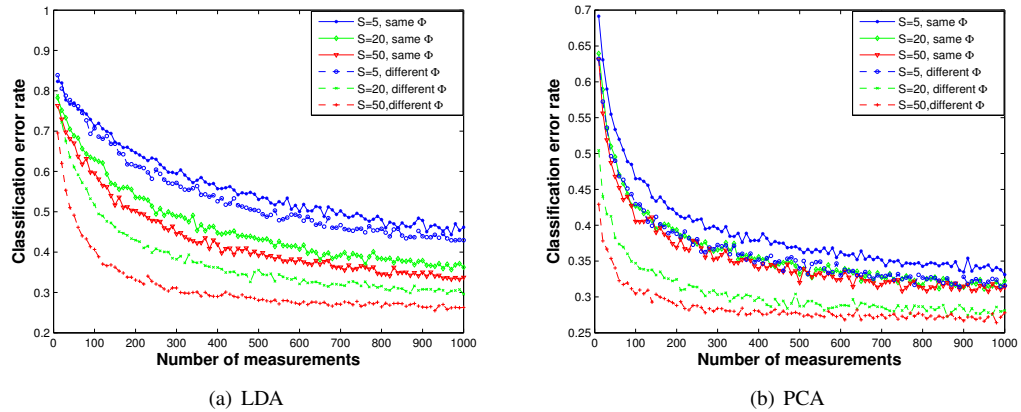 1
0.9
0.8
0.7
0.6
0.5
0.4
0.3
0.2
0
100
200
300
400
500
600
700
800
900
1000
Classification error rate
Number of measurements
S=5, same Φ
S=20, same Φ
S=50, same Φ
S=5, different Φ
S=20, different Φ
S=50,different Φ
(a) LDA
0.7
0.65
0.6
0.55
0.5
0.45
0.4
0.35
0.3
0.25
0
100
200
300
400
500
600
700
800
900
1000
Classification error rate
Number of measurements
S=5, same Φ
S=20, same Φ
S=50, same Φ
S=5, different Φ
S=20, different Φ
S=50,different Φ
(b) PCA